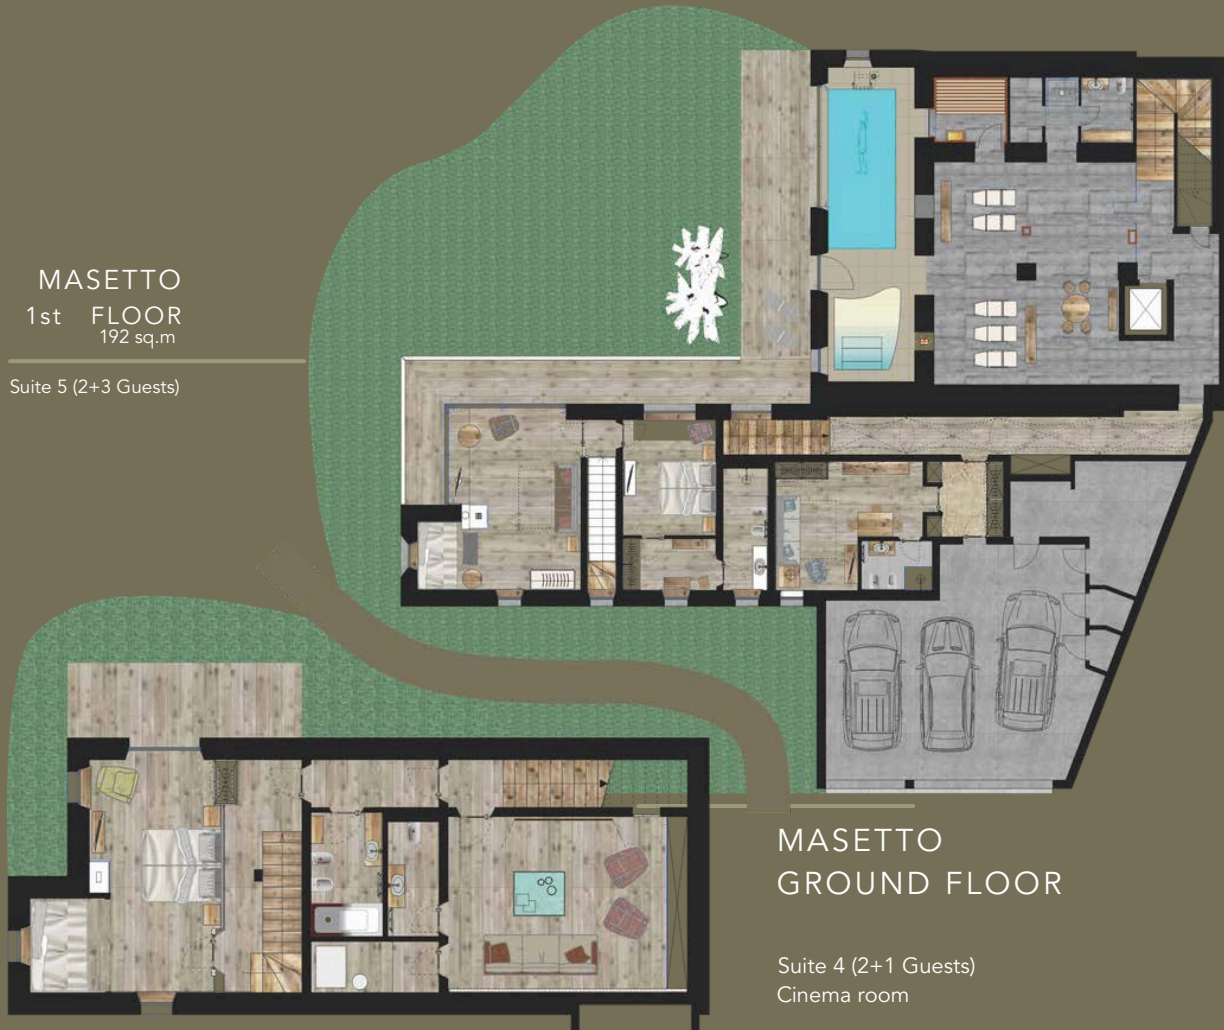 MASETTO
1st FLOOR
192 sq.m
Suite 5 (2+3 Guests)
MASETTO
GROUND FLOOR
Suite 4 (2+1 Guests)
Cinema room